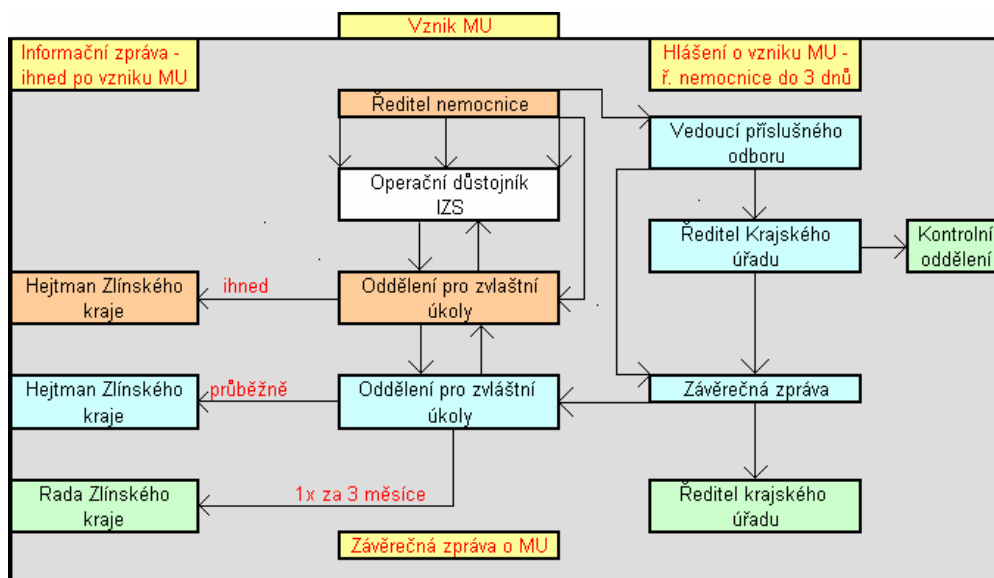 Vznik MU
Informační zpráva -
ihned po vzniku MU
Hlášení o vzniku MU -
ř. nemocnice do 3 dnů
Ředitel nemocnice
Vedoucí příslušného
odboru
Operační důstojník
IZS
Ředitel Krajského
úřadu
Kontrolní
oddělení
Hejtman Zlínského
kraje
ihned
Oddělení pro zvlaštní
úkoly
Hejtman Zlínského
kraje
průběžně
Oddělení pro zvláštní
úkoly
Závěrečná zpráva
Rada Zlínského
kraje
1x za 3 měsíce
Ředitel krajského
úřadu
Závěrečná zpráva o MU